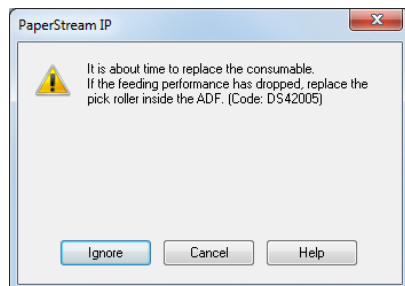 PaperStream IP
It is about time to replace the consumable.
If the feeding performance has dropped, replace the
pick roller inside the ADF. (Code: DS42005)
Ignore
Cancel
Help